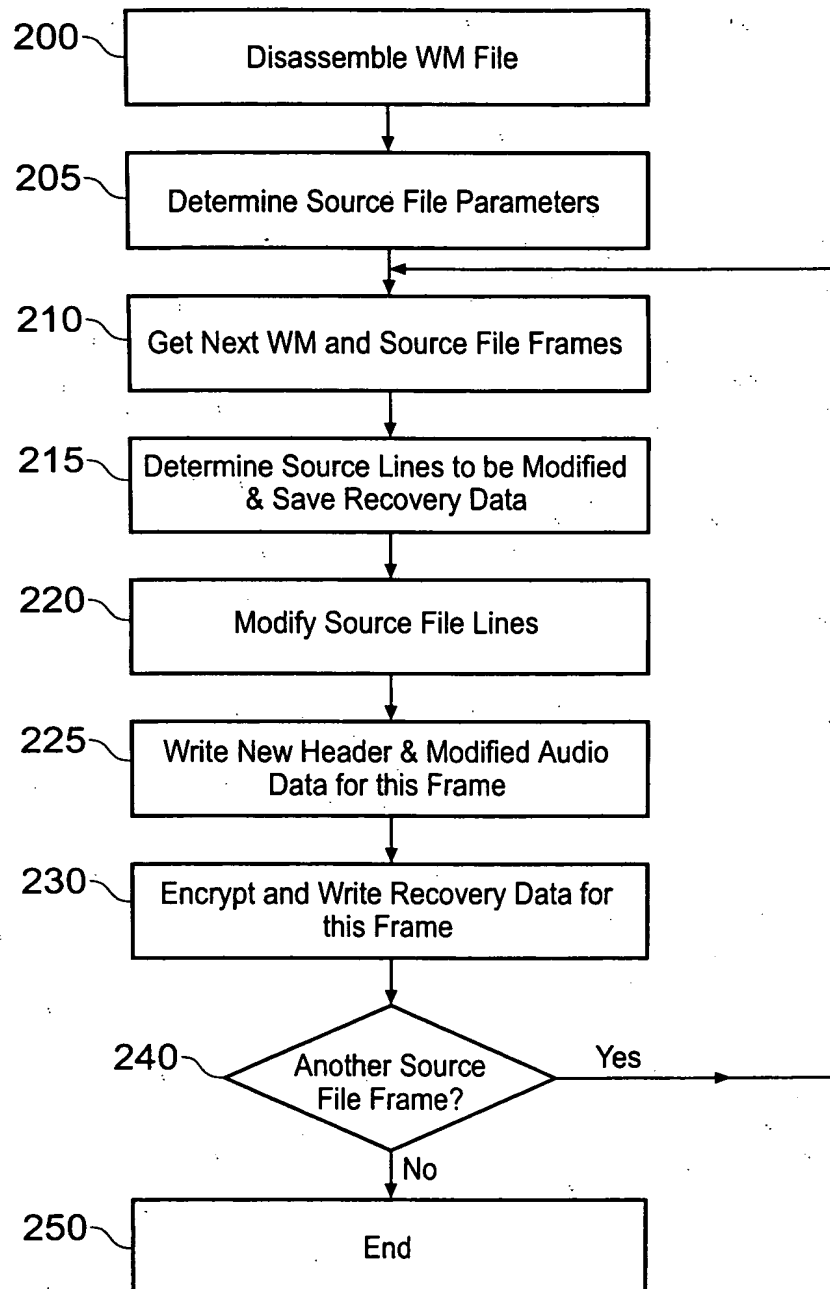 200
Disassemble WM File
205
Determine Source File Parameters
210
Get Next WM and Source File Frames
215
Determine Source Lines to be Modified
& Save Recovery Data
220
Modify Source File Lines
225
Write New Header & Modified Audio
Data for this Frame
230
Encrypt and Write Recovery Data for
this Frame
240
Another Source
File Frame?
Yes
No
250
End